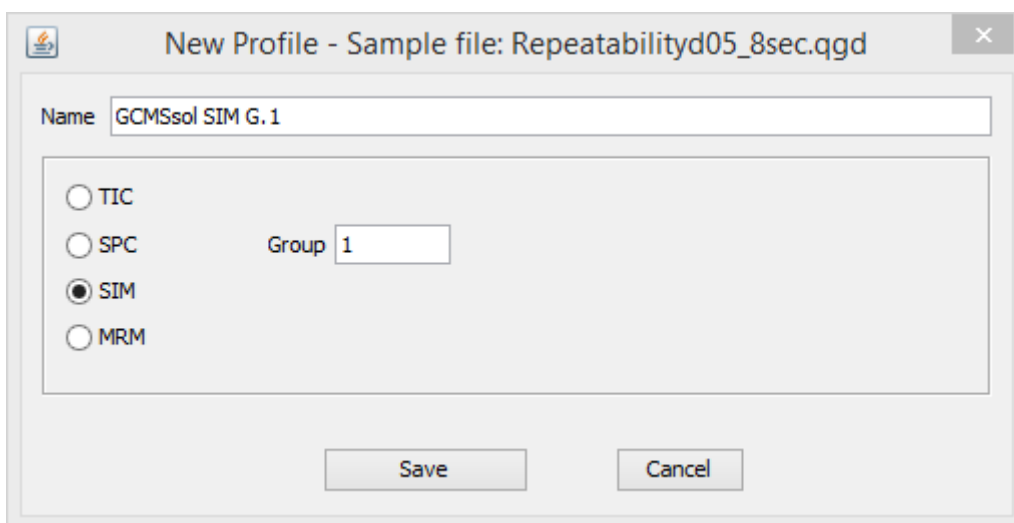 New Profile - Sample file: Repeatabilityd05_8sec.qgd
Name GCMSsol SIM G.1
TIC
SPC Group 1
SIM
MRM
Save Cancel